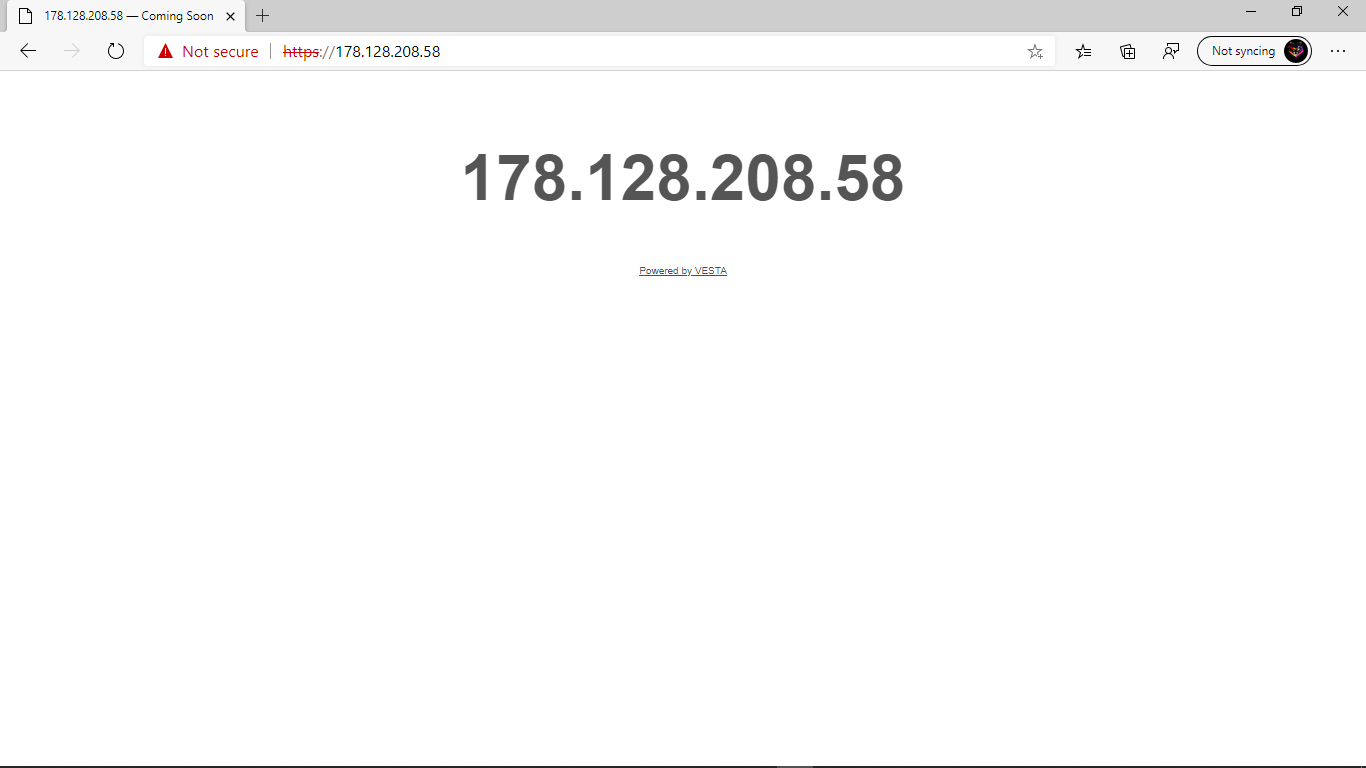 178.128.208.58 — Coming Soon
Not secure https://178.128.208.58 Not syncing
178.128.208.58
Powered by VESTA